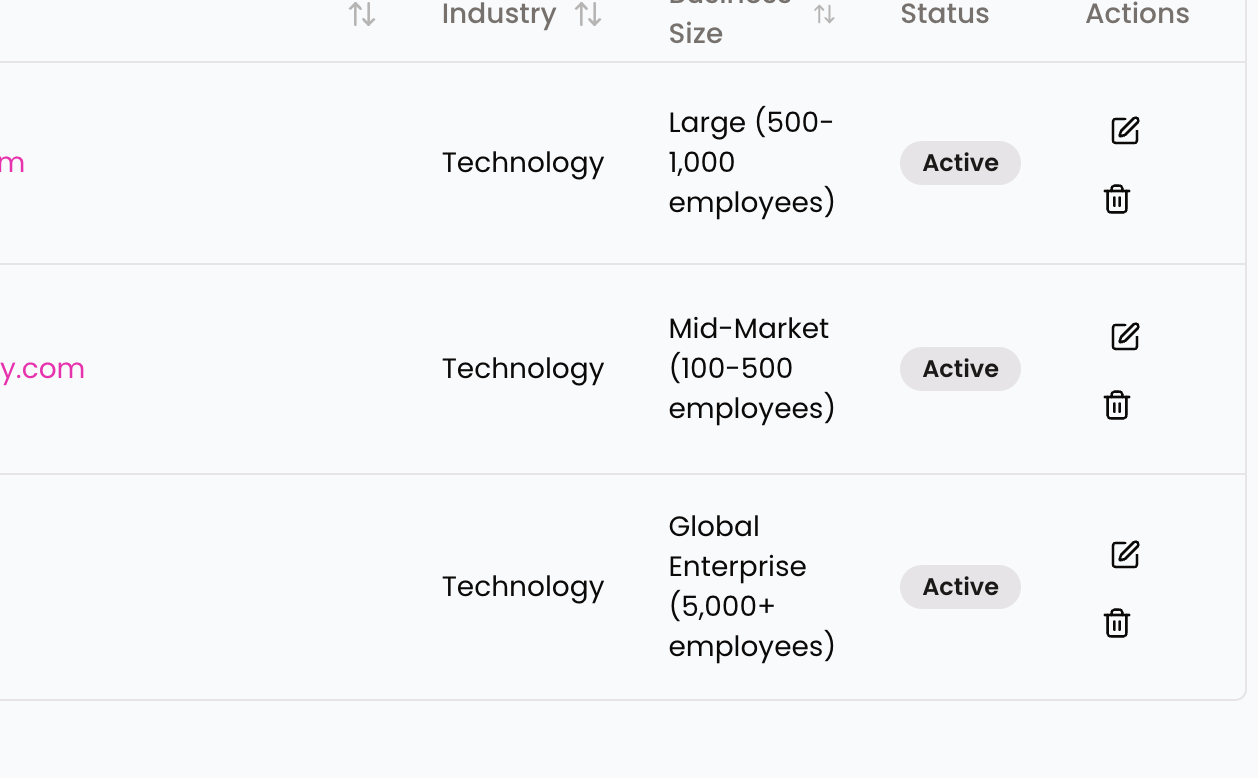 Industry
Size
Status
Actions
m
Technology
Large (500-
1,000
employees)
Active
y.com
Technology
Mid-Market
(100-500
employees)
Active
Technology
Global
Enterprise
(5,000+
employees)
Active